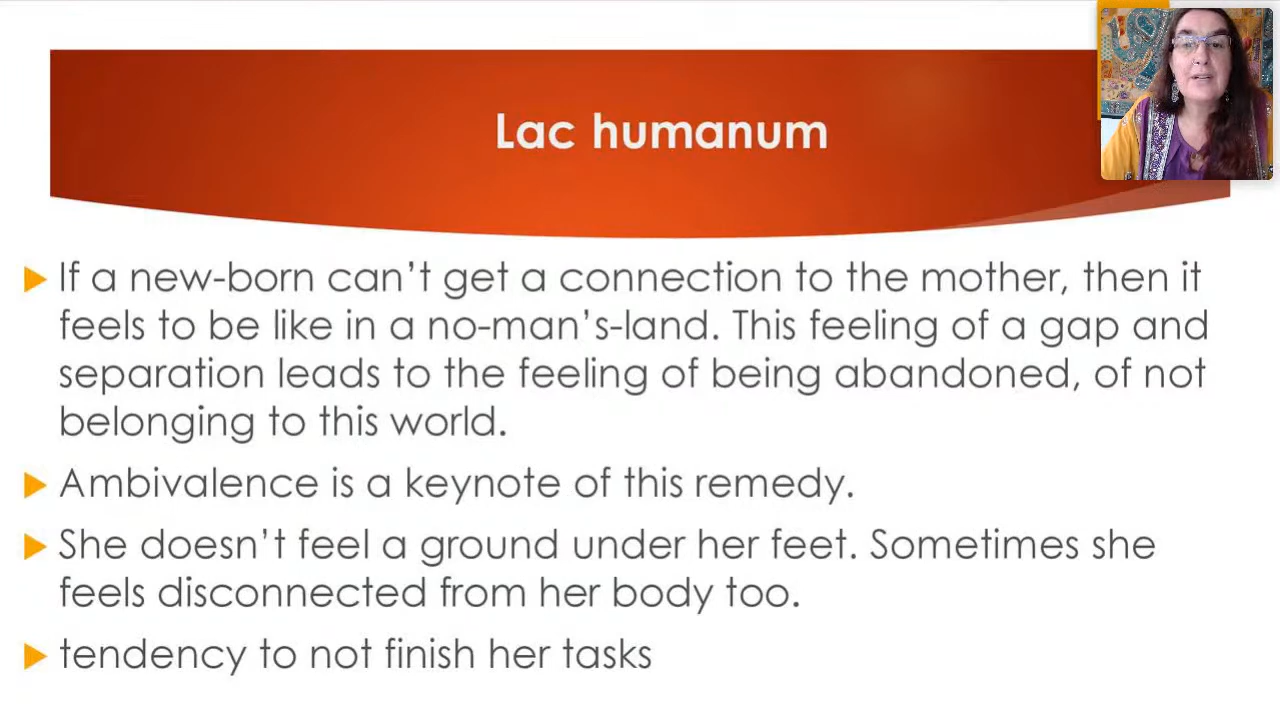 Lac humanum
If a new-born can't get a connection to the mother, then it
feels to be like in a no-man's-land. This feeling of a gap and
separation leads to the feeling of being abandoned, of not
belonging to this world.
Ambivalence is a keynote of this remedy.
She doesn't feel a ground under her feet. Sometimes she
feels disconnected from her body too.
tendency to not finish her tasks